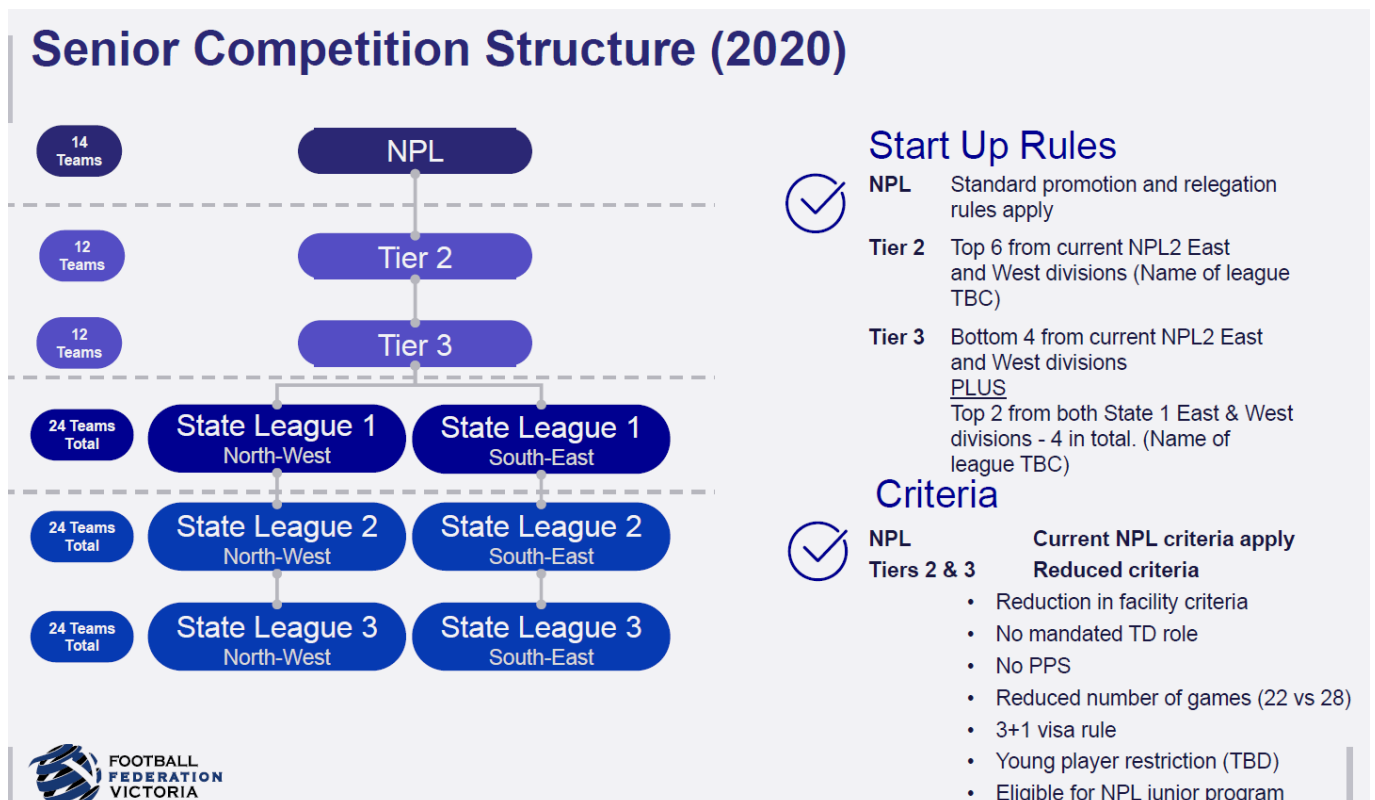 Senior Competition Structure (2020)
14
Teams
NPL
12
Teams
Tier 2
12
Teams
Tier 3
24 Teams
Total
State League 1
North-West
State League 1
South-East
24 Teams
Total
State League 2
North-West
State League 2
South-East
24 Teams
Total
State League 3
North-West
State League 3
South-East
FOOTBALL
FEDERATION
VICTORIA
Start Up Rules
NPL Standard promotion and relegation
rules apply
Tier 2 Top 6 from current NPL2 East
and West divisions (Name of league
TBC)
Tier 3 Bottom 4 from current NPL2 East
and West divisions
PLUS
Top 2 from both State 1 East & West
divisions - 4 in total. (Name of
league TBC)
Criteria
NPL Current NPL criteria apply
Tiers 2 & 3 Reduced criteria
• Reduction in facility criteria
• No mandated TD role
• No PPS
• Reduced number of games (22 vs 28)
• 3+1 visa rule
• Young player restriction (TBD)
• Eligible for NPL junior program